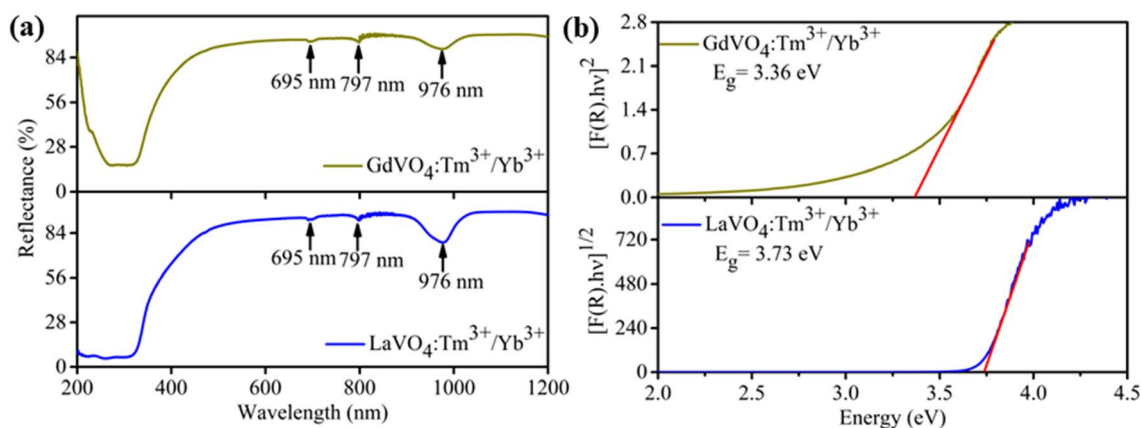 (a)
Reflectance (%)
84
56
28
0
695 nm
797 nm
976 nm
GdVO₄:Tm³⁺/Yb³⁺
84
56
28
0
695 nm
797 nm
976 nm
LaVO₄:Tm³⁺/Yb³⁺
200
400
600
800
1000
1200
Wavelength (nm)
(b)
[F(R).hν]²
2.8
2.1
1.4
0.7
0.0
GdVO₄:Tm³⁺/Yb³⁺
E_g= 3.36 eV
[F(R).hν]^1/2
720
480
240
0
LaVO₄:Tm³⁺/Yb³⁺
E_g= 3.73 eV
2.0
2.5
3.0
3.5
4.0
4.5
Energy (eV)